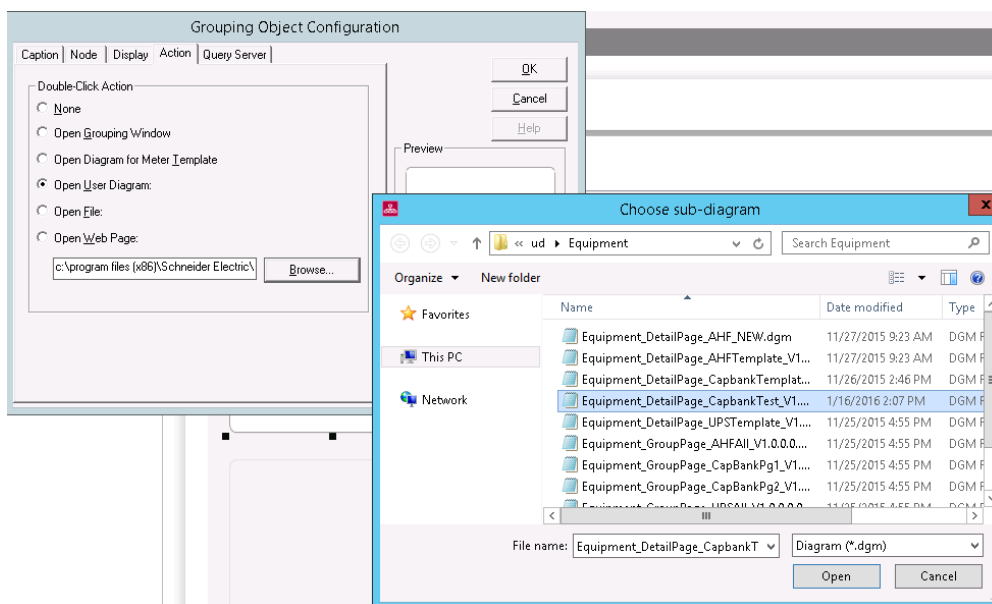 Grouping Object Configuration
Caption Node Display Action Query Server
Double-Click Action
None
Open Grouping Window
Open Diagram for Meter Template
Open User Diagram:
Open File:
Open Web Page:
c:\program files (x86)\Schneider Electric\ Browse...
OK
Cancel
Help
Preview
Choose sub-diagram
« ud Equipment Search Equipment
Organize New folder
Favorites
This PC
Network
Name Date modified Type
Equipment_DetailPage_AHF_NEW.dgm 11/27/2015 9:23 AM DGM F
Equipment_DetailPage_AHFTemplate_V1... 11/27/2015 9:23 AM DGM F
Equipment_DetailPage_CapbankTemplat... 11/26/2015 2:46 PM DGM F
Equipment_DetailPage_CapbankTest_V1.... 1/16/2016 2:07 PM DGM F
Equipment_DetailPage_UPSTemplate_V1.... 11/25/2015 4:55 PM DGM F
Equipment_GroupPage_AHFAll_V1.0.0.0.... 11/25/2015 4:55 PM DGM F
Equipment_GroupPage_CapBankPg1_V1.... 11/25/2015 4:55 PM DGM F
Equipment_GroupPage_CapBankPg2_V1.... 11/25/2015 4:55 PM DGM F
File name: Equipment_DetailPage_CapbankT Diagram (*.dgm)
Open Cancel